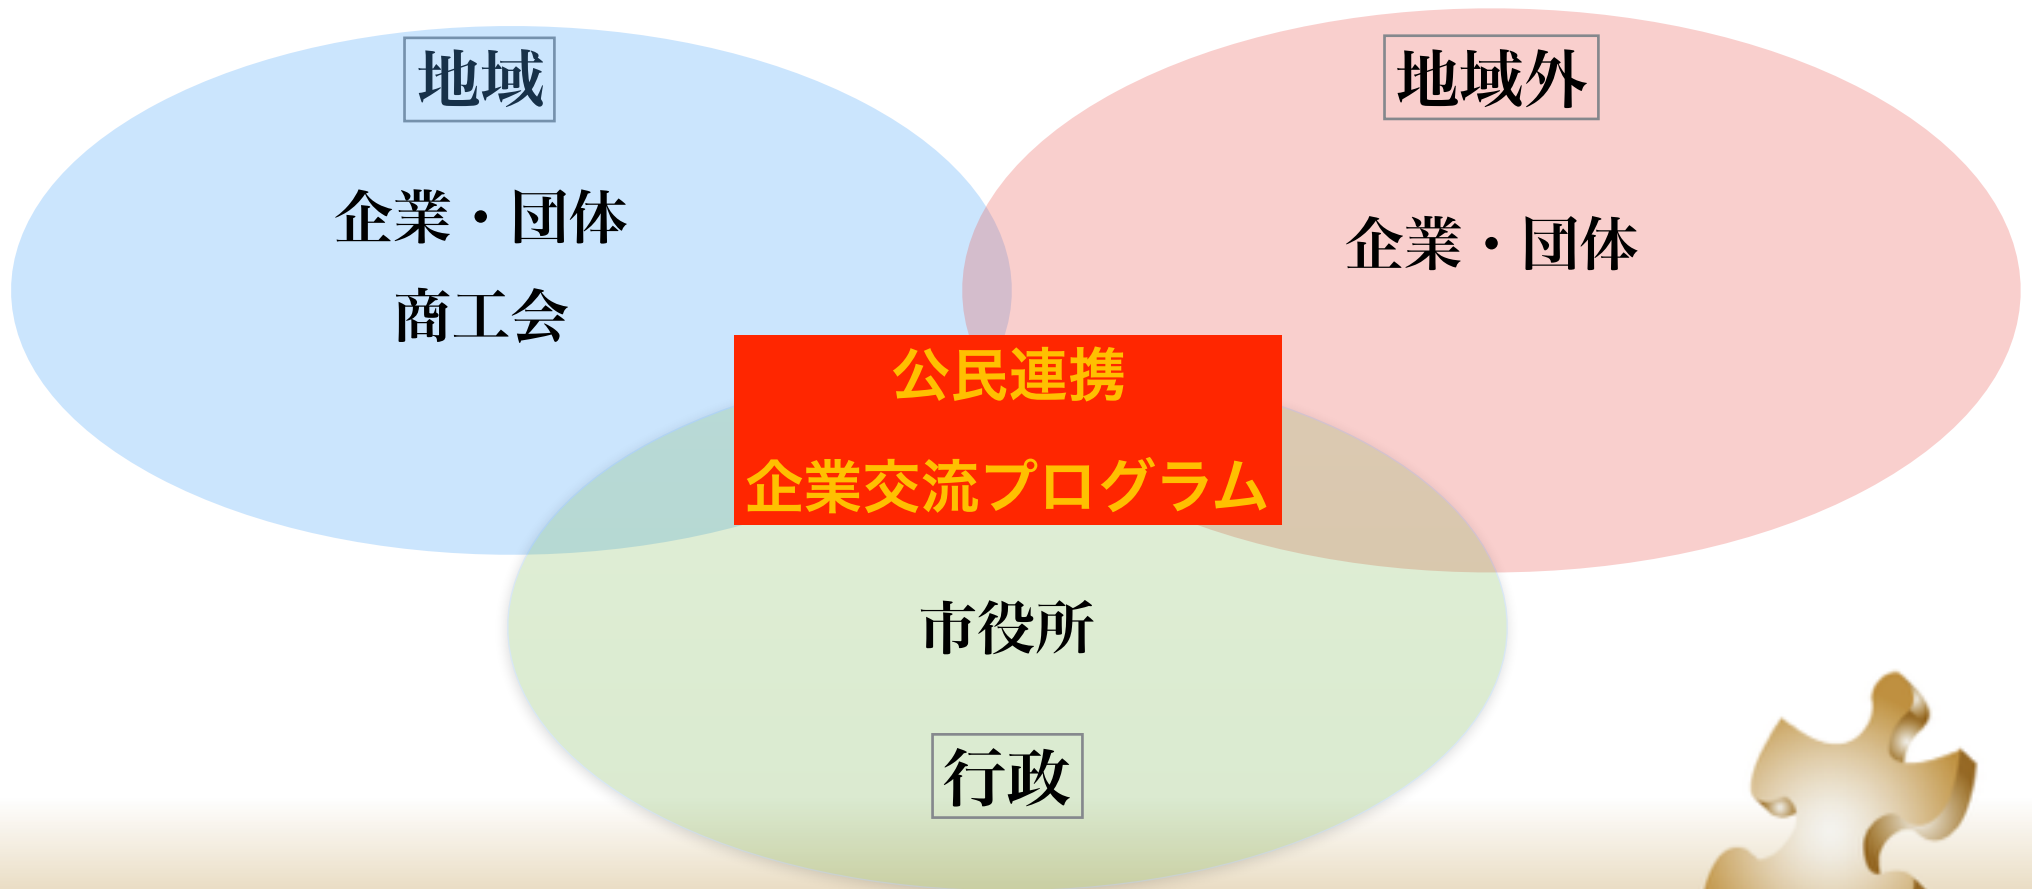 地域
企業・団体
商工会
地域外
企業・団体
公民連携
企業交流プログラム
市役所
行政